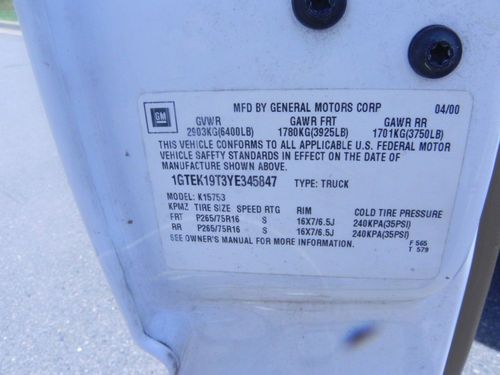 GM
MFD BY GENERAL MOTORS CORP 04/00
GVWR GAWR FRT GAWR RR
2903KG(6400LB) 1780KG(3925LB) 1701KG(3750LB)
THIS VEHICLE CONFORMS TO ALL APPLICABLE U.S. FEDERAL MOTOR
VEHICLE SAFETY STANDARDS IN EFFECT ON THE DATE OF
MANUFACTURE SHOWN ABOVE.
1GTEK19T3YE345847 TYPE: TRUCK
MODEL: K15753
KPMZ TIRE SIZE SPEED RTG RIM COLD TIRE PRESSURE
FRT P265/75R16 S 16X7/6.5J 240KPA(35PSI)
RR P265/75R16 S 16X7/6.5J 240KPA(35PSI)
SEE OWNER'S MANUAL FOR MORE INFORMATION. F 565
T 579